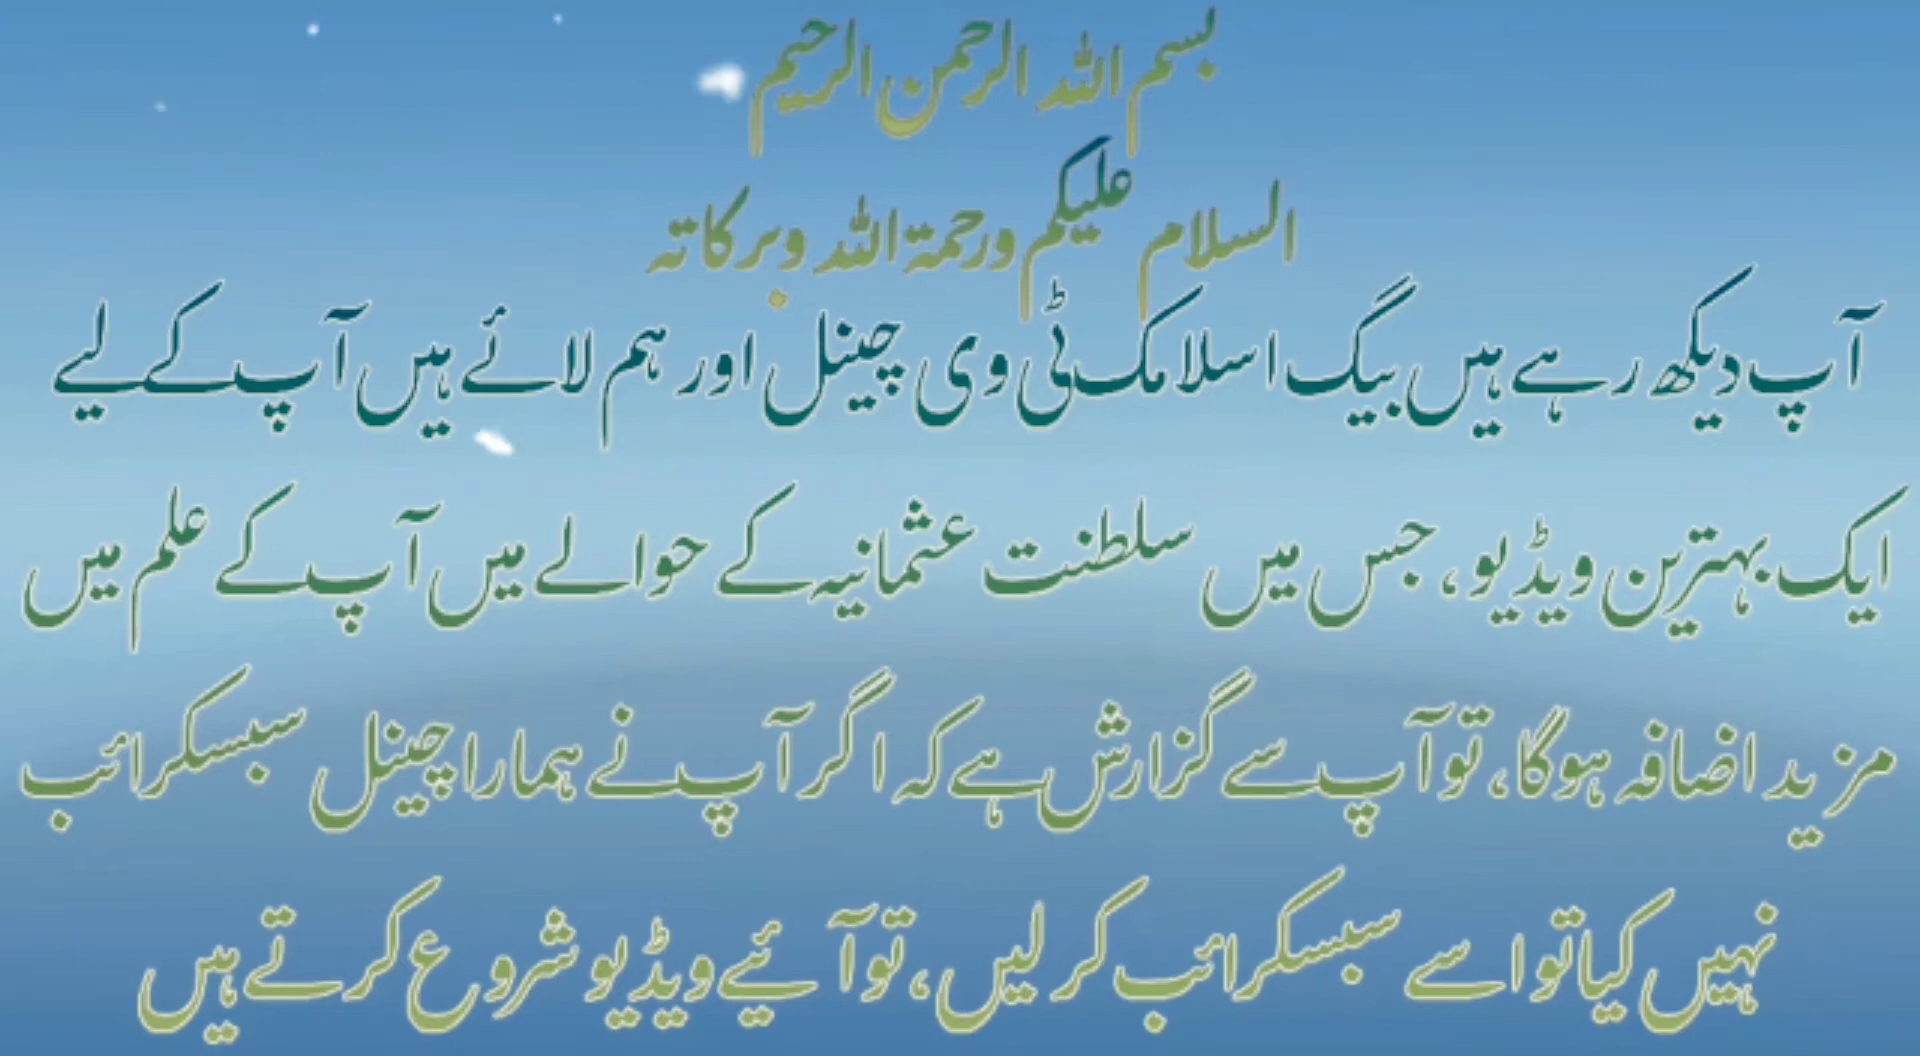 بسم اللہ الرحمن الرحیم
السلام علیکم ورحمۃ اللہ وبرکاتہ
آپ دیکھ رہے ہیں بیگ اسلامک ٹی وی چینل اور ہم لائے ہیں آپ کے لیے
ایک بہترین ویڈیو، جس میں سلطنت عثمانیہ کے حوالے میں آپ کے علم میں
مزید اضافہ ہوگا، تو آپ سے گزارش ہے کہ اگر آپ نے ہمارا چینل سبسکرائب
نہیں کیا تو اسے سبسکرائب کر لیں، تو آئیے ویڈیو شروع کرتے ہیں